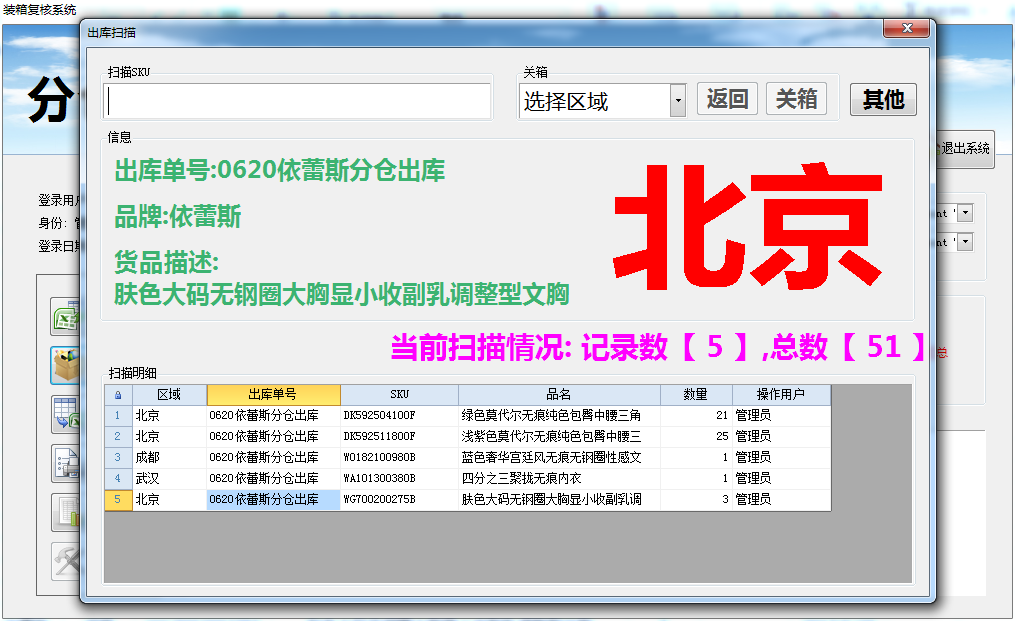 装箱复核系统
出库扫描
分
扫描SKU
关箱
选择区域
返回
关箱
其他
退出系统
信息
出库单号:0620依蕾斯分仓出库
品牌:依蕾斯
货品描述:
肤色大码无钢圈大胸显小收副乳调整型文胸
北京
登录用户
身份: 管
登录日期
nt '
nt '
当前扫描情况: 记录数【 5 】,总数【 51 】
总
扫描明细
区域 出库单号 SKU 品名 数量 操作用户
1 北京 0620依蕾斯分仓出库 DK592504100F 绿色莫代尔无痕纯色包臀中腰三角 21 管理员
2 北京 0620依蕾斯分仓出库 DK592511800F 浅紫色莫代尔无痕纯色包臀中腰三 25 管理员
3 成都 0620依蕾斯分仓出库 W0182100980B 蓝色奢华宫廷风无痕无钢圈性感文 1 管理员
4 武汉 0620依蕾斯分仓出库 WA101300380B 四分之三聚拢无痕内衣 1 管理员
5 北京 0620依蕾斯分仓出库 WG700200275B 肤色大码无钢圈大胸显小收副乳调 3 管理员